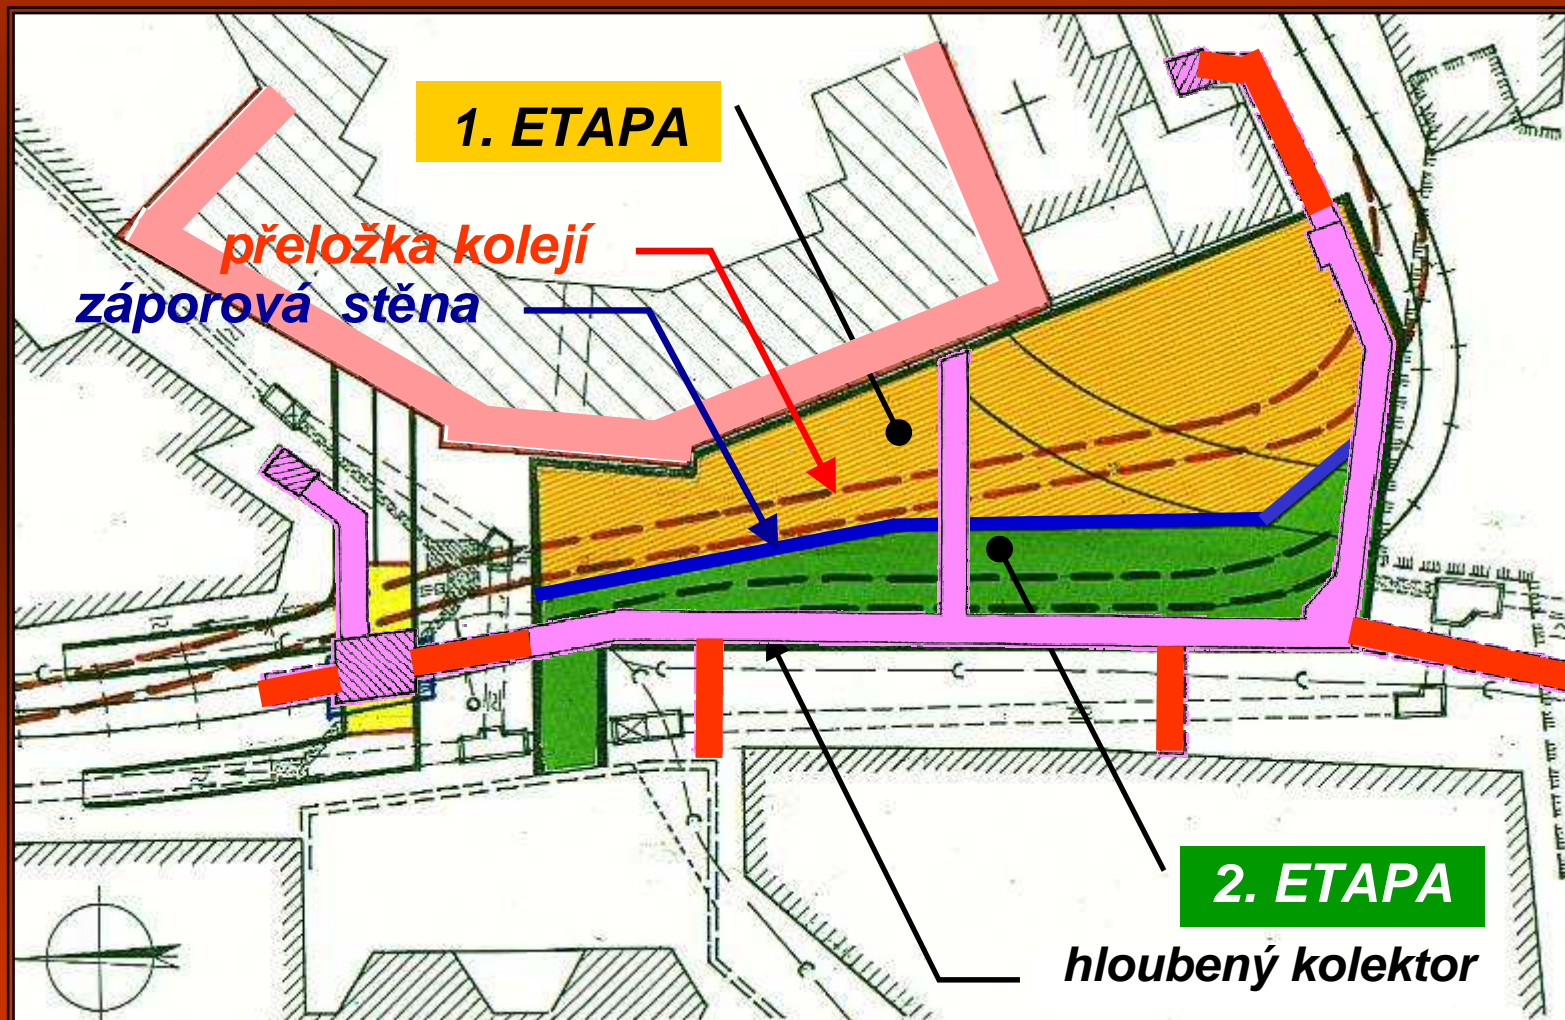 1. ETAPA
přeložka kolejí
záporová stěna
2. ETAPA
hloubený kolektor